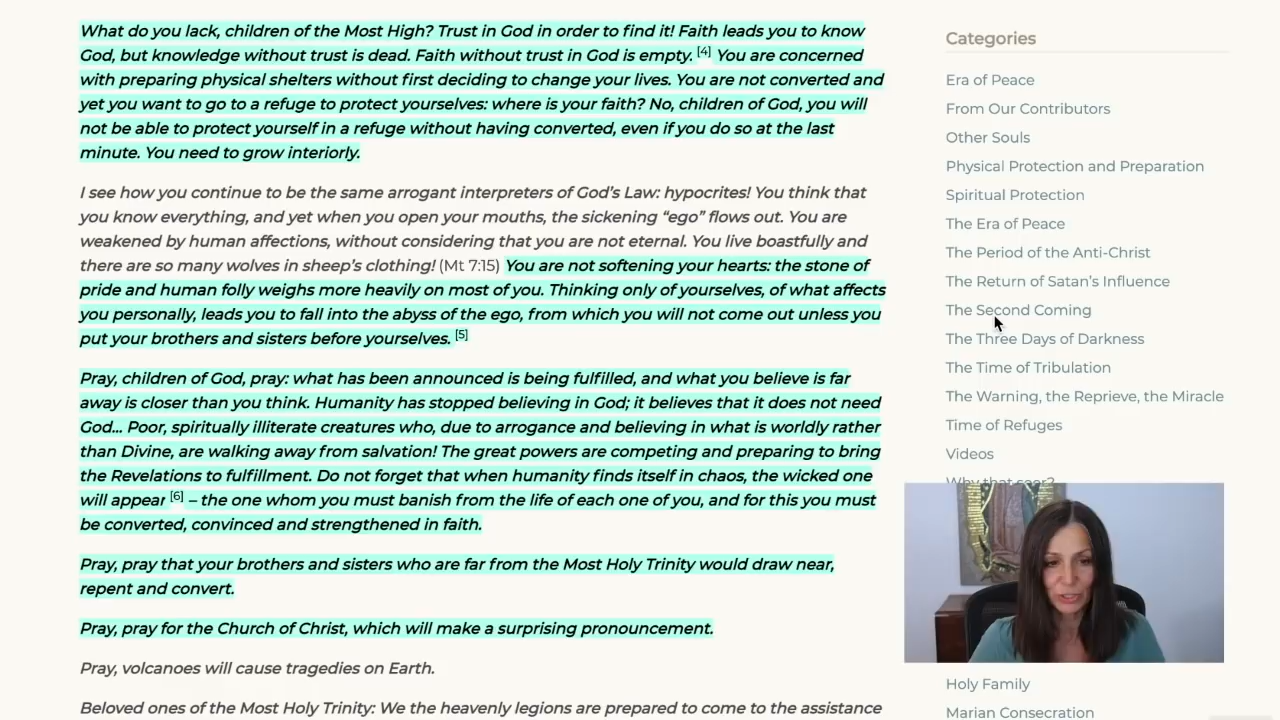 What do you lack, children of the Most High? Trust in God in order to find it! Faith leads you to know
God, but knowledge without trust is dead. Faith without trust in God is empty. [4] You are concerned
with preparing physical shelters without first deciding to change your lives. You are not converted and
yet you want to go to a refuge to protect yourselves: where is your faith? No, children of God, you will
not be able to protect yourself in a refuge without having converted, even if you do so at the last
minute. You need to grow interiorly.
I see how you continue to be the same arrogant interpreters of God’s Law: hypocrites! You think that
you know everything, and yet when you open your mouths, the sickening “ego” flows out. You are
weakened by human affections, without considering that you are not eternal. You live boastfully and
there are so many wolves in sheep’s clothing! (Mt 7:15) You are not softening your hearts: the stone of
pride and human folly weighs more heavily on most of you. Thinking only of yourselves, of what affects
you personally, leads you to fall into the abyss of the ego, from which you will not come out unless you
put your brothers and sisters before yourselves. [5]
Pray, children of God, pray: what has been announced is being fulfilled, and what you believe is far
away is closer than you think. Humanity has stopped believing in God; it believes that it does not need
God... Poor, spiritually illiterate creatures who, due to arrogance and believing in what is worldly rather
than Divine, are walking away from salvation! The great powers are competing and preparing to bring
the Revelations to fulfillment. Do not forget that when humanity finds itself in chaos, the wicked one
will appear [6] – the one whom you must banish from the life of each one of you, and for this you must
be converted, convinced and strengthened in faith.
Pray, pray that your brothers and sisters who are far from the Most Holy Trinity would draw near,
repent and convert.
Pray, pray for the Church of Christ, which will make a surprising pronouncement.
Pray, volcanoes will cause tragedies on Earth.
Beloved ones of the Most Holy Trinity: We the heavenly legions are prepared to come to the assistance
Categories
Era of Peace
From Our Contributors
Other Souls
Physical Protection and Preparation
Spiritual Protection
The Era of Peace
The Period of the Anti-Christ
The Return of Satan’s Influence
The Second Coming
The Three Days of Darkness
The Time of Tribulation
The Warning, the Reprieve, the Miracle
Time of Refuges
Videos
Why that seer?
Holy Family
Marian Consecration